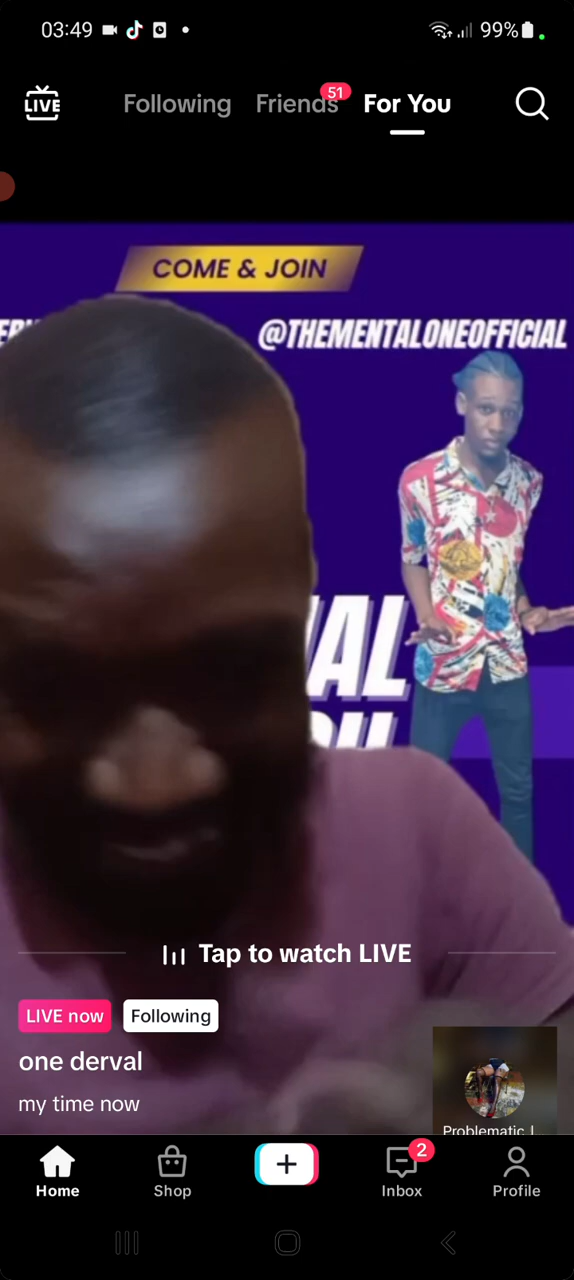 03:49
99%
LIVE
Following
Friends
51
For You
COME & JOIN
@THEMENTALONEOFFICIAL
Tap to watch LIVE
LIVE now
Following
one derval
my time now
Home
Shop
2
Inbox
Profile